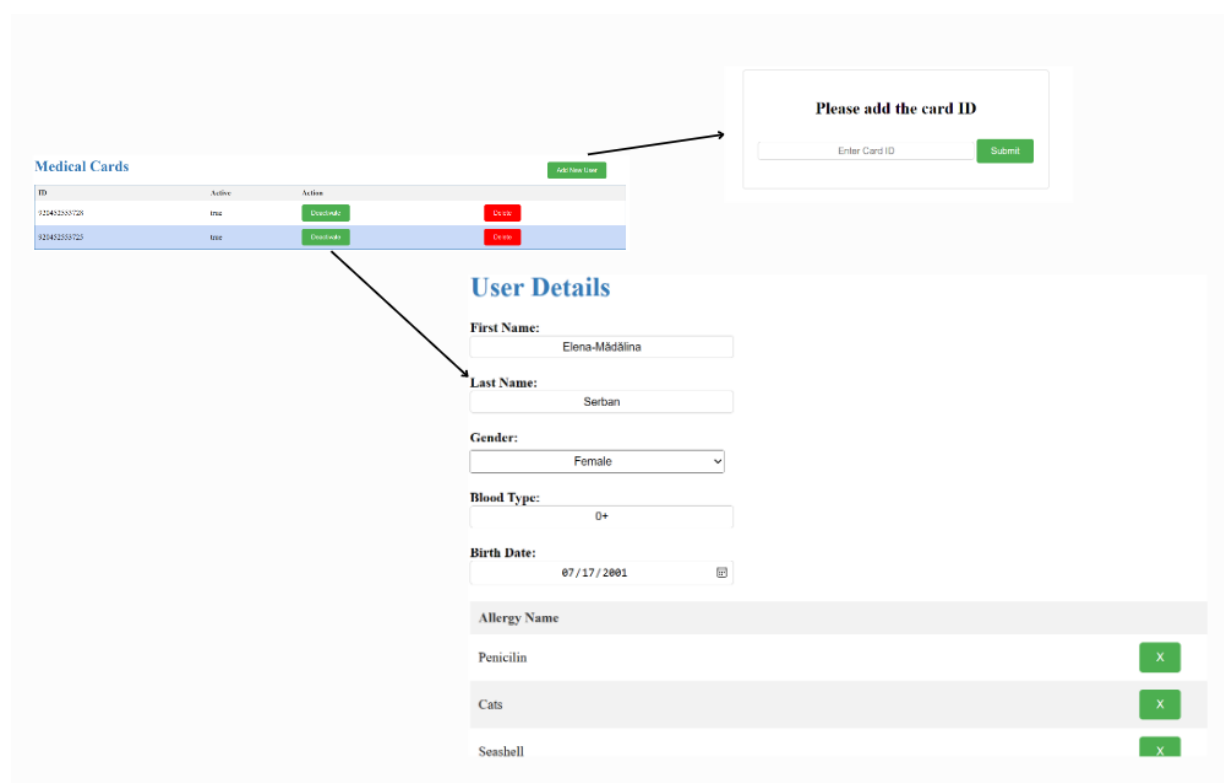 Please add the card ID
Enter Card ID Submit
Medical Cards Add New User
ID Active Action
920452553728 true Deactivate Delete
920452553725 true Deactivate Delete
User Details
First Name:
Elena-Mădălina
Last Name:
Serban
Gender:
Female
Blood Type:
0+
Birth Date:
07/17/2001
Allergy Name
Penicilin X
Cats X
Seashell X